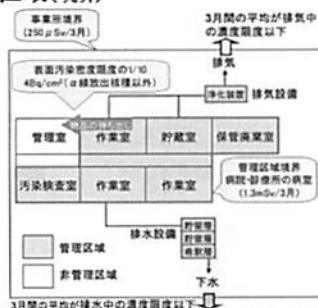 事業所境界
(250μSv/3月)
3月間の平均が排気中
の濃度限度以下
表面汚染密度限度の1/10
4Bq/cm²(α線放出核種以外)
排気
浄化装置
排気設備
管理室
作業室
貯蔵室
保管廃棄室
汚染検査室
作業室
作業室
管理区域境界
病院・診療所の病室
(1.3mSv/3月)
排水設備
貯留層
貯留層
希釈層
下水
管理区域
非管理区域
3月間の平均が排水中の濃度限度以下